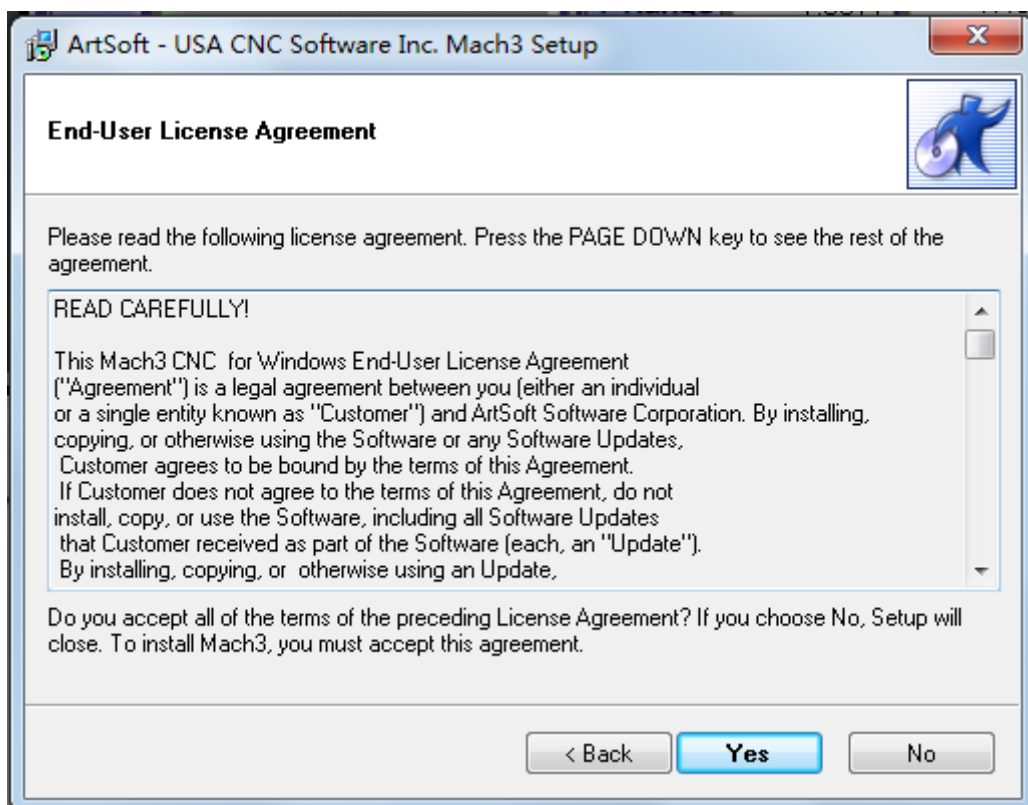 ArtSoft - USA CNC Software Inc. Mach3 Setup
End-User License Agreement
Please read the following license agreement. Press the PAGE DOWN key to see the rest of the
agreement.
READ CAREFULLY!
This Mach3 CNC  for Windows End-User License Agreement
("Agreement") is a legal agreement between you (either an individual
or a single entity known as "Customer") and ArtSoft Software Corporation. By installing,
copying, or otherwise using the Software or any Software Updates,
Customer agrees to be bound by the terms of this Agreement.
If Customer does not agree to the terms of this Agreement, do not
install, copy, or use the Software, including all Software Updates
that Customer received as part of the Software (each, an "Update").
By installing, copying, or  otherwise using an Update,
Do you accept all of the terms of the preceding License Agreement? If you choose No, Setup will
close. To install Mach3, you must accept this agreement.
< Back
Yes
No